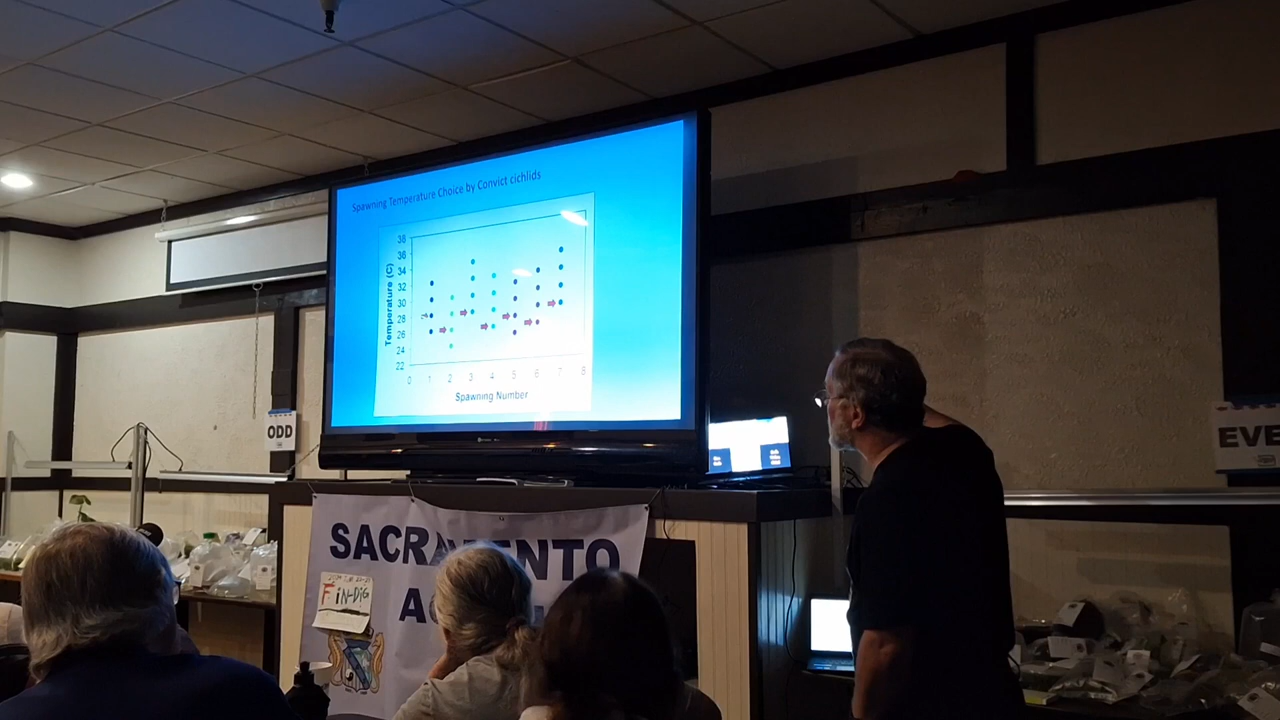 Spawning Temperature Choice by Convict cichlids
Temperature (C)
38
36
34
32
30
28
26
24
22
0 1 2 3 4 5 6 7 8
Spawning Number
ODD
EVE
SACRAMENTO
A
FiN-DiG